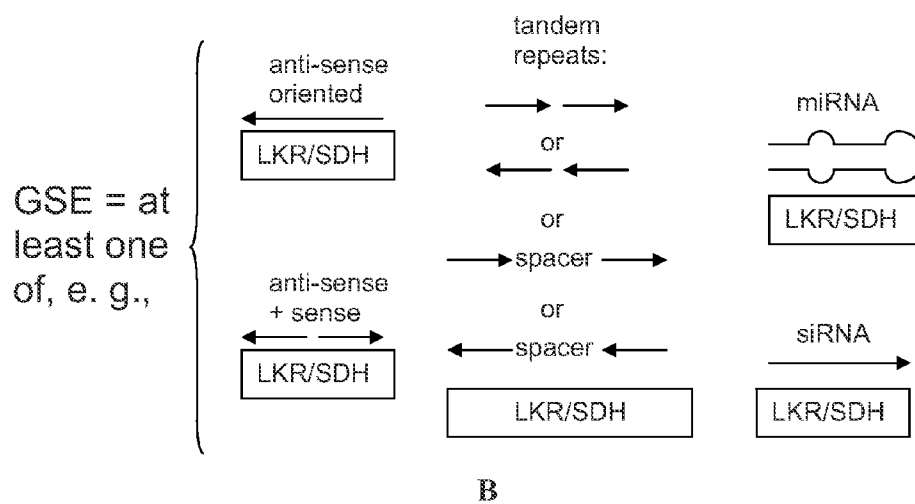 GSE = at
least one
of, e. g.,
anti-sense
oriented
LKR/SDH
anti-sense
+ sense
LKR/SDH
tandem
repeats:
or
or
spacer
or
spacer
LKR/SDH
miRNA
LKR/SDH
siRNA
LKR/SDH
B